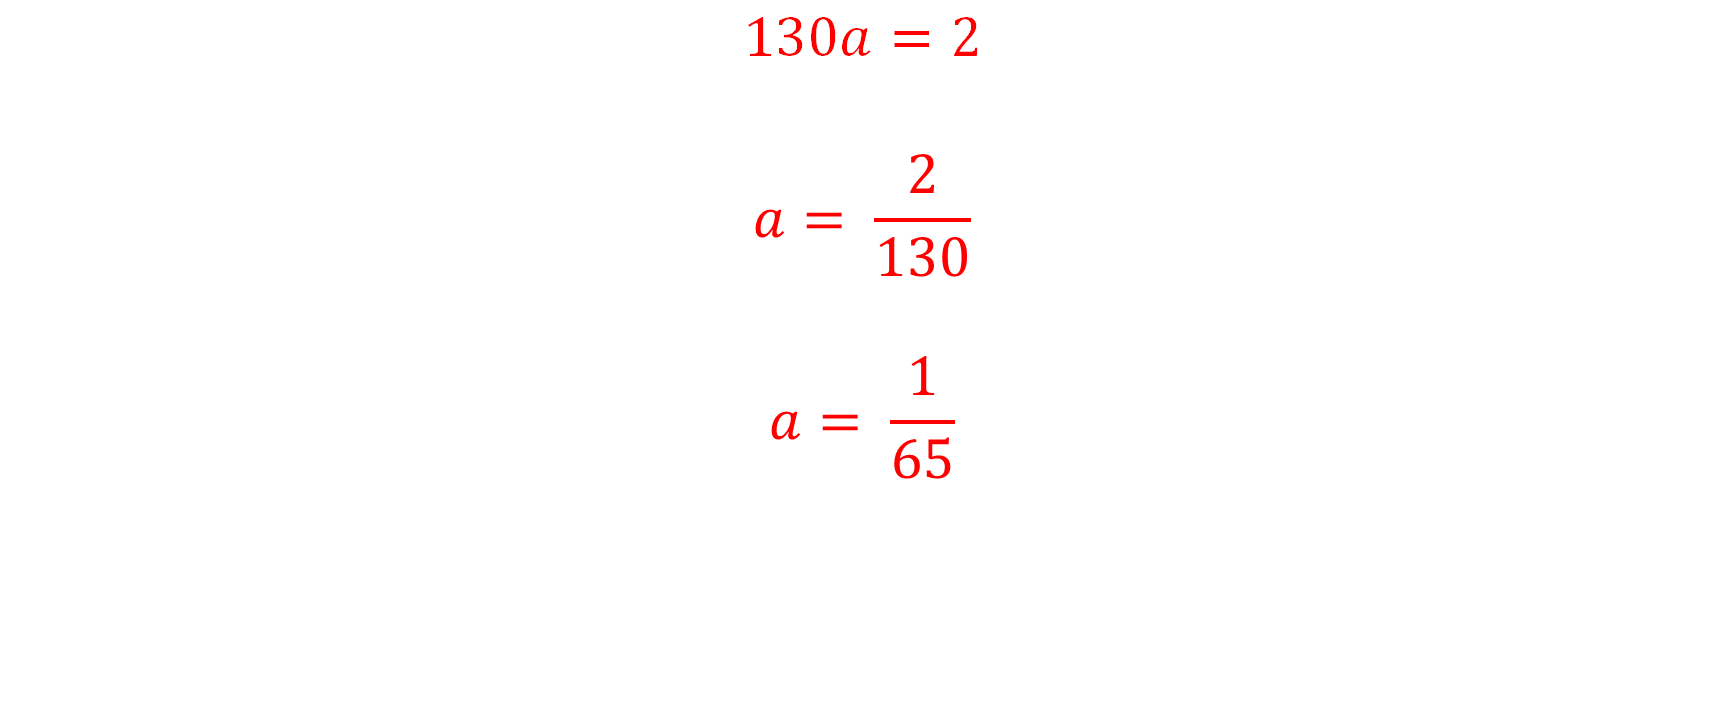 130a = 2
a = 2/130
a = 1/65